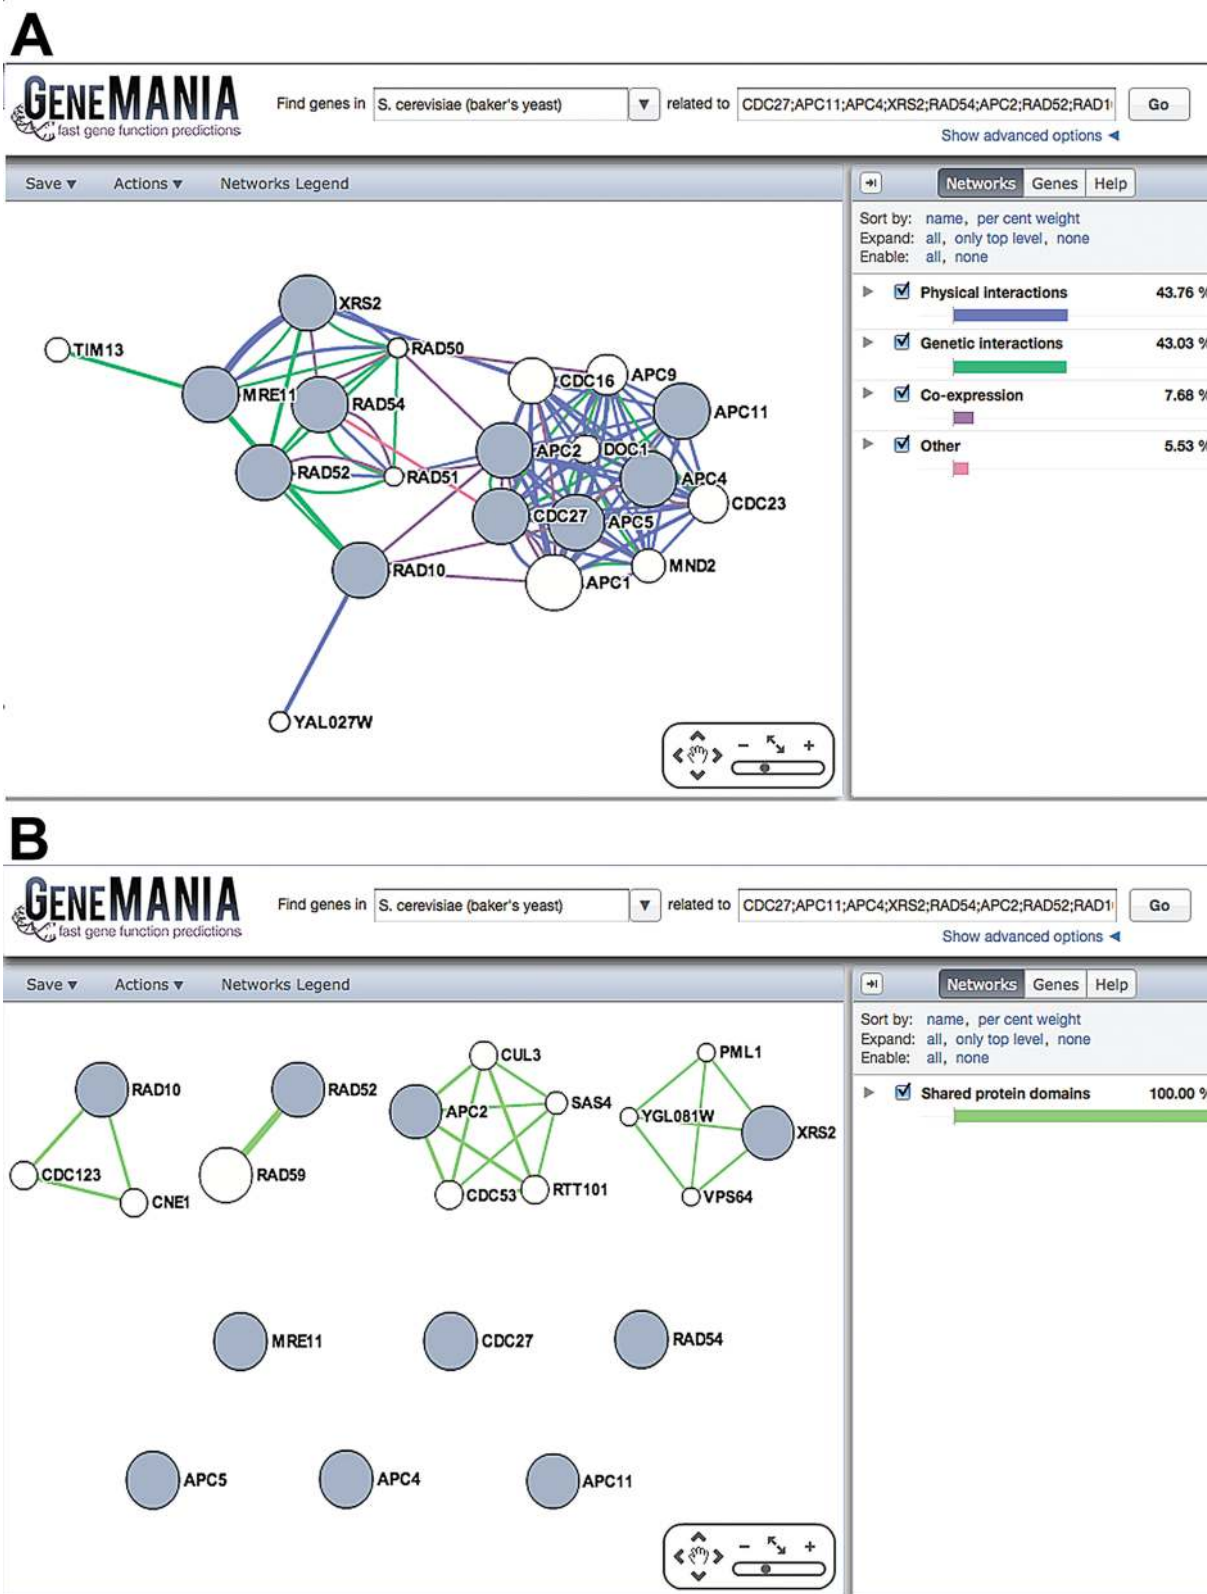 A
GENEMANIA
fast gene function predictions
Find genes in S. cerevisiae (baker's yeast) ▼ related to CDC27;APC11;APC4;XRS2;RAD54;APC2;RAD52;RAD1 Go
Show advanced options ◀
Save ▼ Actions ▼ Networks Legend
Networks Genes Help
Sort by: name, per cent weight
Expand: all, only top level, none
Enable: all, none
Physical interactions 43.76 %
Genetic interactions 43.03 %
Co-expression 7.68 %
Other 5.53 %
XRS2
TIM13
RAD50
CDC16
APC9
MRE11
RAD54
APC11
APC2
DOC1
RAD52
RAD51
APC4
CDC23
CDC27
APC5
RAD10
MND2
APC1
YAL027W
B
GENEMANIA
fast gene function predictions
Find genes in S. cerevisiae (baker's yeast) ▼ related to CDC27;APC11;APC4;XRS2;RAD54;APC2;RAD52;RAD1 Go
Show advanced options ◀
Save ▼ Actions ▼ Networks Legend
Networks Genes Help
Sort by: name, per cent weight
Expand: all, only top level, none
Enable: all, none
Shared protein domains 100.00 %
CUL3
PML1
RAD10
RAD52
APC2
SAS4
YGL081W
XRS2
CDC123
RAD59
CNE1
CDC53
RTT101
VPS64
MRE11
CDC27
RAD54
APC5
APC4
APC11